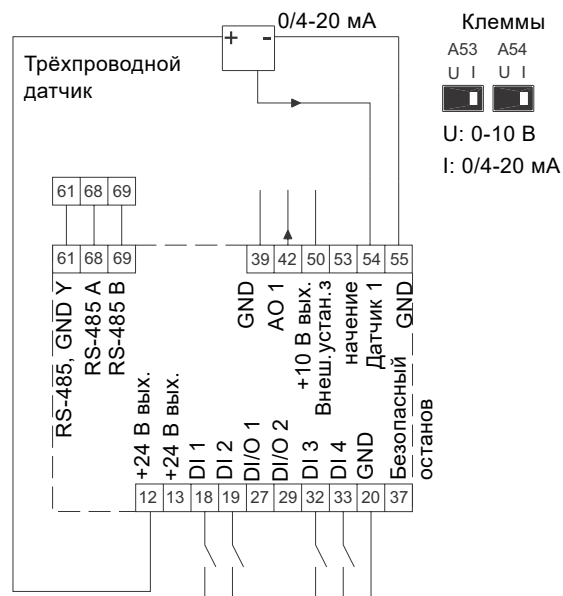 0/4-20 мА
Клеммы
A53 A54
U I U I
U: 0-10 В
I: 0/4-20 мА
+ -
Трёхпроводной
датчик
61 68 69
61 68 69
39 42 50 53 54 55
RS-485, GND Y
RS-485 A
RS-485 B
GND
AO 1
+10 В вых.
Внеш.устан.з
начение
Датчик 1
GND
+24 В вых.
+24 В вых.
DI 1
DI 2
DI/O 1
DI/O 2
DI 3
DI 4
GND
Безопасный
останов
12 13 18 19 27 29 32 33 20 37